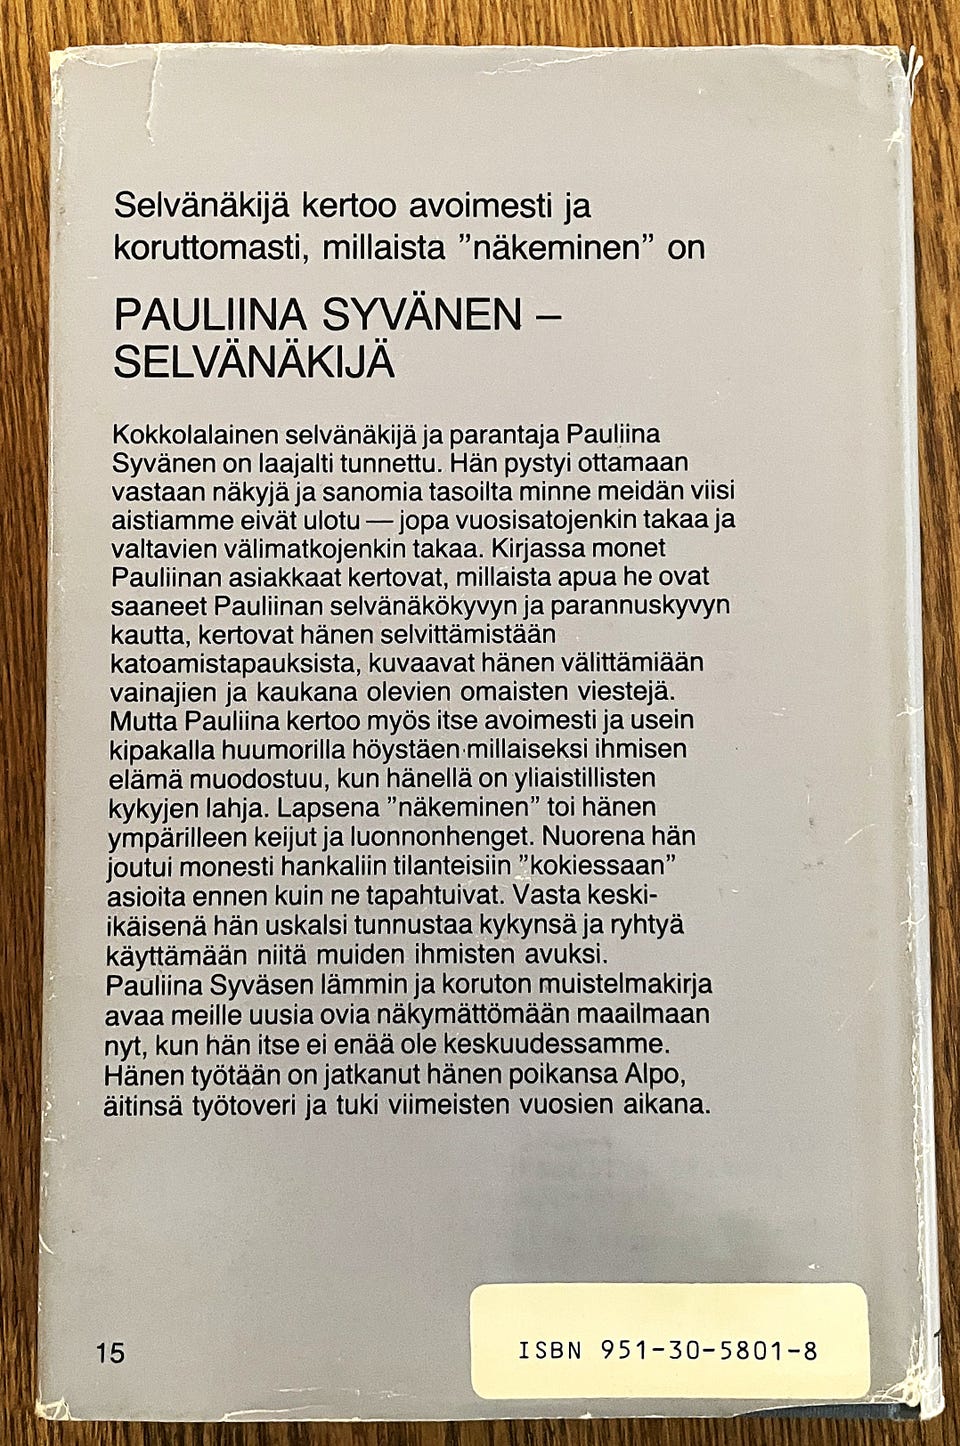 Selvänäkijä kertoo avoimesti ja
koruttomasti, millaista ”näkeminen” on
PAULIINA SYVÄNEN –
SELVÄNÄKIJÄ
Kokkolalainen selvänäkijä ja parantaja Pauliina
Syvänen on laajalti tunnettu. Hän pystyi ottamaan
vastaan näkyjä ja sanomia tasoilta minne meidän viisi
aistiamme eivät ulotu — jopa vuosisatojenkin takaa ja
valtavien välimatkojenkin takaa. Kirjassa monet
Pauliinan asiakkaat kertovat, millaista apua he ovat
saaneet Pauliinan selvänäkökyvyn ja parannuskyvyn
kautta, kertovat hänen selvittämistään
katoamistapauksista, kuvaavat hänen välittämiään
vainajien ja kaukana olevien omaisten viestejä.
Mutta Pauliina kertoo myös itse avoimesti ja usein
kipakalla huumorilla höystäen millaiseksi ihmisen
elämä muodostuu, kun hänellä on yliaistillisten
kykyjen lahja. Lapsena ”näkeminen” toi hänen
ympärilleen keijut ja luonnonhenget. Nuorena hän
joutui monesti hankaliin tilanteisiin ”kokiessaan”
asioita ennen kuin ne tapahtuivat. Vasta keski-
ikäisenä hän uskalsi tunnustaa kykynsä ja ryhtyä
käyttämään niitä muiden ihmisten avuksi.
Pauliina Syväsen lämmin ja koruton muistelmakirja
avaa meille uusia ovia näkymättömään maailmaan
nyt, kun hän itse ei enää ole keskuudessamme.
Hänen työtään on jatkanut hänen poikansa Alpo,
äitinsä työtoveri ja tuki viimeisten vuosien aikana.
15
ISBN 951-30-5801-8